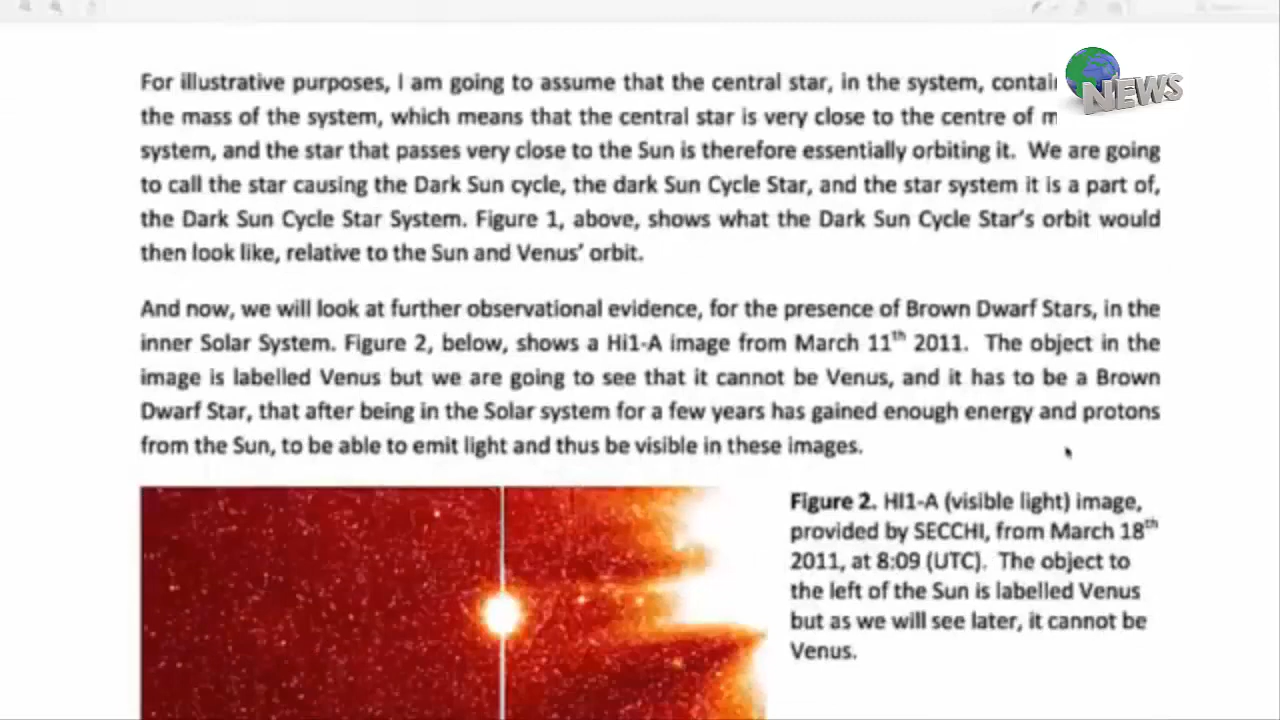 NEWS
For illustrative purposes, I am going to assume that the central star, in the system,
the mass of the system, which means that the central star is very close to the centre of
system, and the star that passes very close to the Sun is therefore essentially orbiting it. We are going
to call the star causing the Dark Sun cycle, the dark Sun Cycle Star, and the star system it is a part of,
the Dark Sun Cycle Star System. Figure 1, above, shows what the Dark Sun Cycle Star's orbit would
then look like, relative to the Sun and Venus' orbit.
And now, we will look at further observational evidence, for the presence of Brown Dwarf Stars, in the
inner Solar System. Figure 2, below, shows a Hi1-A image from March 11th 2011. The object in the
image is labelled Venus but we are going to see that it cannot be Venus, and it has to be a Brown
Dwarf Star, that after being in the Solar system for a few years has gained enough energy and protons
from the Sun, to be able to emit light and thus be visible in these images.
Figure 2. HI1-A (visible light) image,
provided by SECCHI, from March 18th
2011, at 8:09 (UTC). The object to
the left of the Sun is labelled Venus
but as we will see later, it cannot be
Venus.